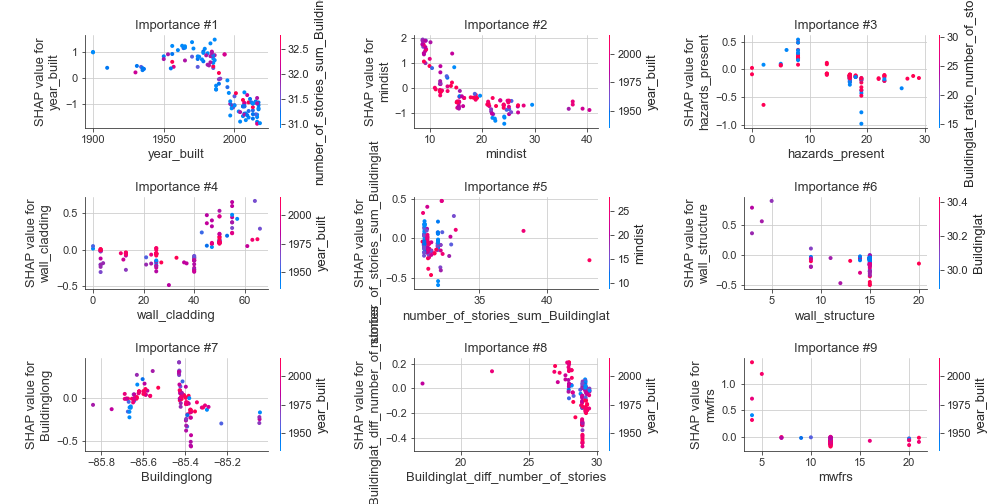 Importance #1
SHAP value for
year_built
1
0
−1
1900
1950
2000
year_built
32.5
32.0
31.5
31.0
number_of_stories_sum_Buildin
Importance #2
SHAP value for
mindist
2
1
0
−1
10
20
30
40
mindist
2000
1975
1950
year_built
Importance #3
SHAP value for
hazards_present
0.5
0.0
−0.5
−1.0
0
10
20
30
hazards_present
30
25
20
15
Buildinglat_ratio_number_of_sto
Importance #4
SHAP value for
wall_cladding
0.5
0.0
−0.5
0
20
40
60
wall_cladding
2000
1975
1950
year_built
Importance #5
SHAP value for
number_of_stories_sum_Buildinglat
0.5
0.0
−0.5
35
40
number_of_stories_sum_Buildinglat
25
20
15
10
mindist
Importance #6
SHAP value for
wall_structure
0.5
0.0
−0.5
5
10
15
20
wall_structure
30.4
30.2
30.0
Buildinglat
Importance #7
SHAP value for
Buildinglong
0.0
−0.5
−85.8
−85.6
−85.4
−85.2
Buildinglong
2000
1975
1950
year_built
Importance #8
SHAP value for
Buildinglat_diff_number_of_stories
0.2
0.0
−0.2
−0.4
20
25
30
Buildinglat_diff_number_of_stories
2000
1975
1950
year_built
Importance #9
SHAP value for
mwfrs
1.0
0.5
0.0
5
10
15
20
mwfrs
2000
1975
1950
year_built